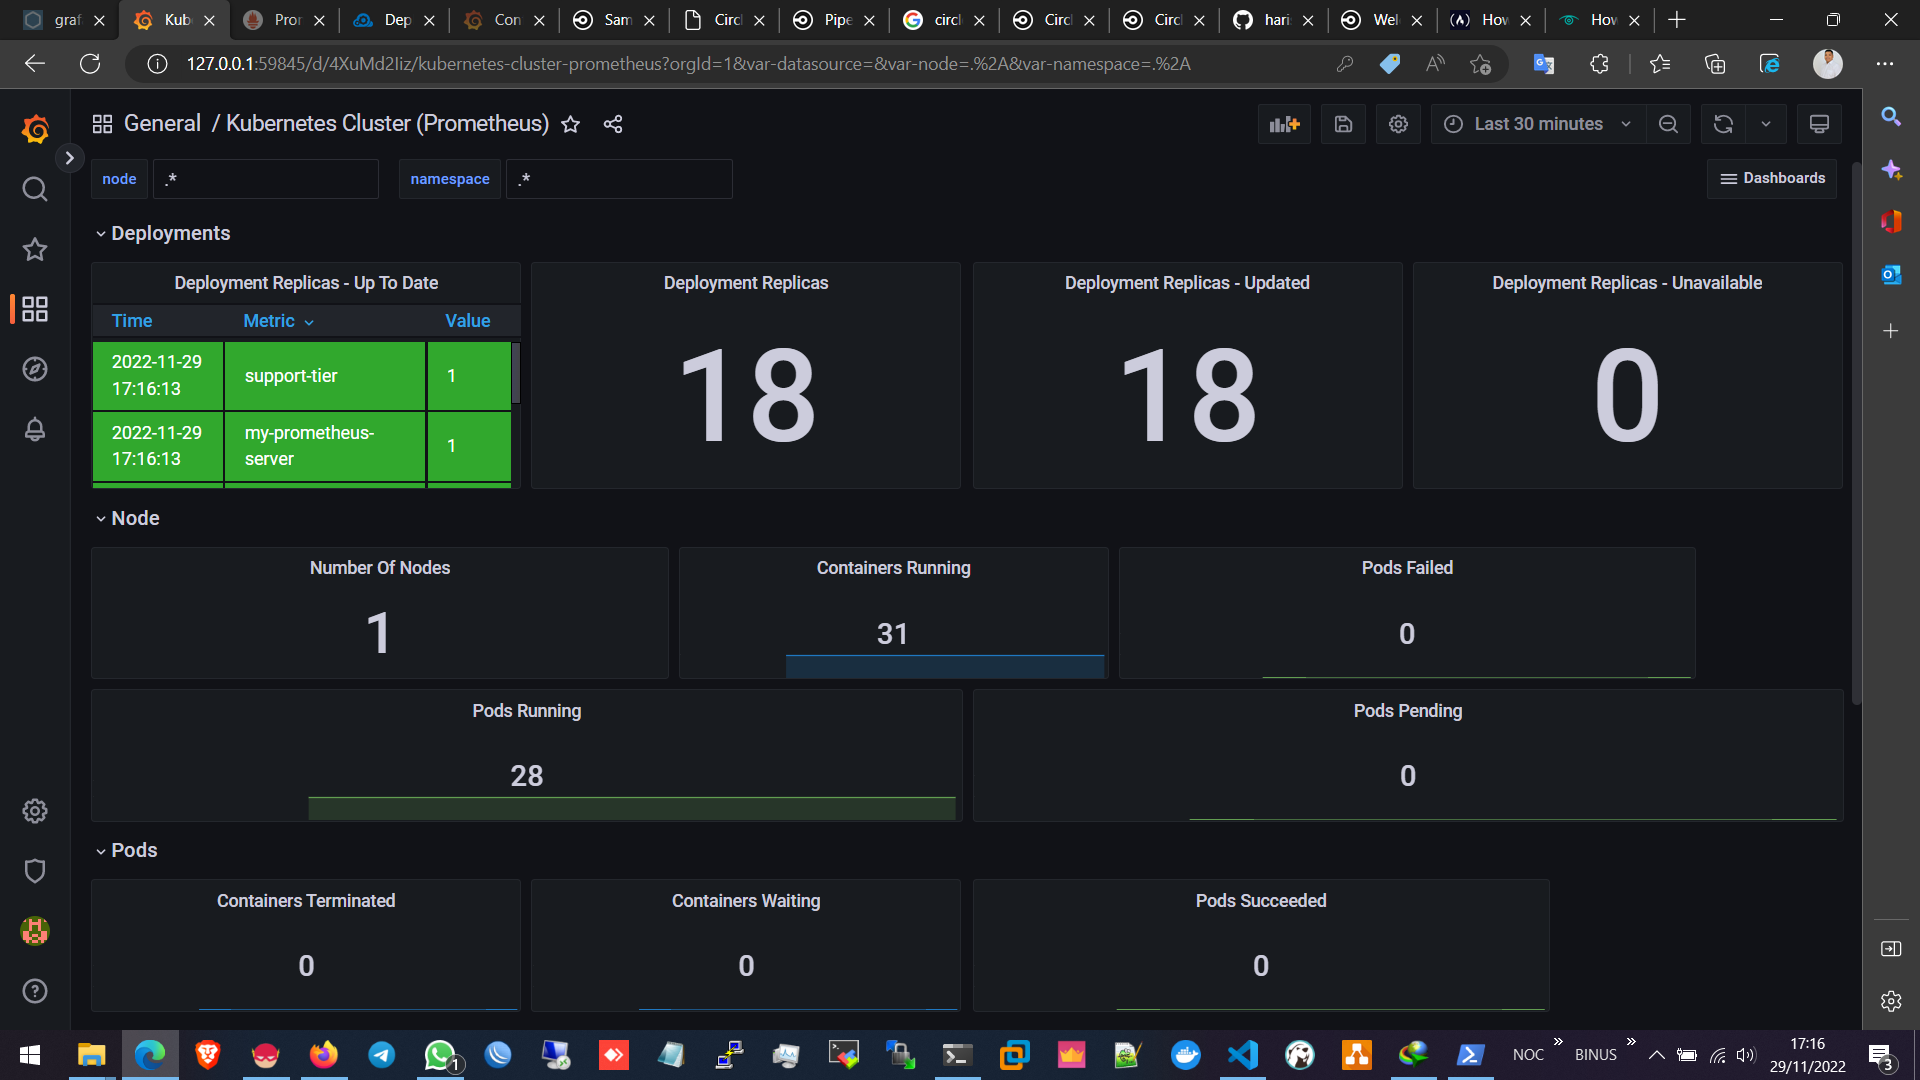 graf
Kub
Pror
Dep
Con
Sam
Circl
Pipe
circl
Circl
Circl
hari
Wel
How
How
127.0.0.1:59845/d/4XuMd2Iiz/kubernetes-cluster-prometheus?orgId=1&var-datasource=&var-node=.%2A&var-namespace=.%2A
General / Kubernetes Cluster (Prometheus)
Last 30 minutes
node .* namespace .*
Dashboards
Deployments
Deployment Replicas - Up To Date
Time Metric Value
2022-11-29 17:16:13 support-tier 1
2022-11-29 17:16:13 my-prometheus-server 1
Deployment Replicas
18
Deployment Replicas - Updated
18
Deployment Replicas - Unavailable
0
Node
Number Of Nodes
1
Containers Running
31
Pods Failed
0
Pods Running
28
Pods Pending
0
Pods
Containers Terminated
0
Containers Waiting
0
Pods Succeeded
0
1
NOC
BINUS
17:16
29/11/2022
3